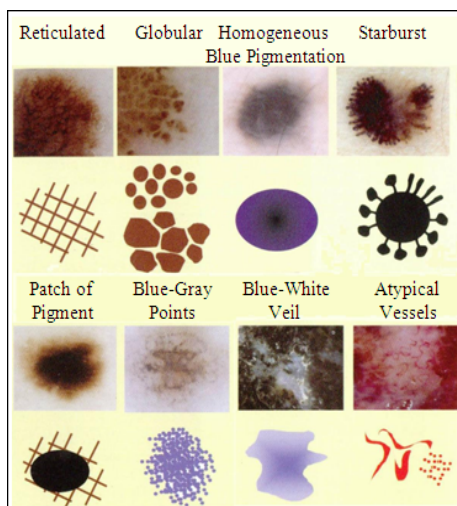 Reticulated
Globular
Homogeneous
Blue Pigmentation
Starburst
Patch of
Pigment
Blue-Gray
Points
Blue-White
Veil
Atypical
Vessels